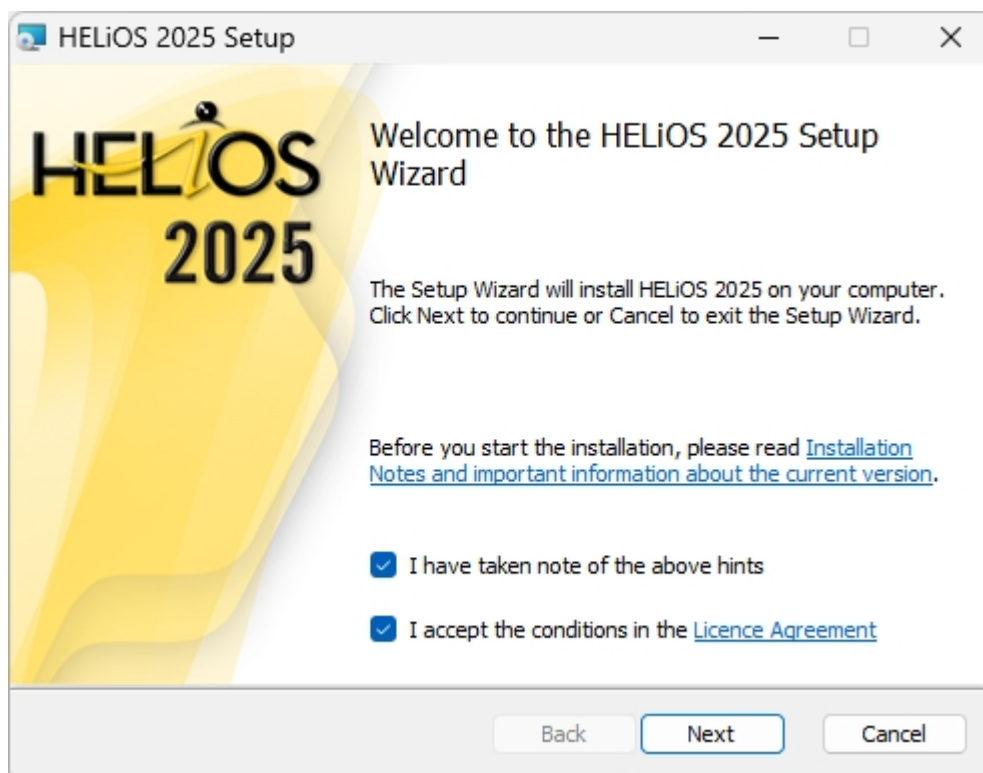 HELiOS 2025 Setup
HELiOS
2025
Welcome to the HELiOS 2025 Setup
Wizard
The Setup Wizard will install HELiOS 2025 on your computer.
Click Next to continue or Cancel to exit the Setup Wizard.
Before you start the installation, please read Installation
Notes and important information about the current version.
I have taken note of the above hints
I accept the conditions in the Licence Agreement
Back Next Cancel